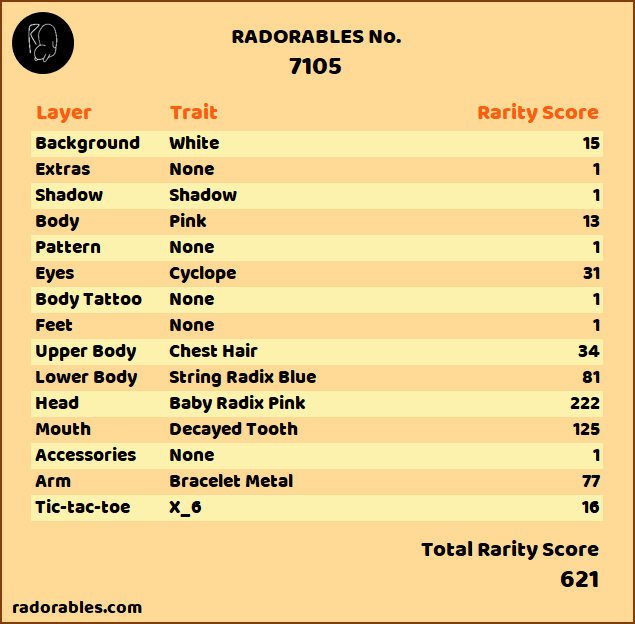 RADORABLES No.
7105
Layer Trait Rarity Score
Background White 15
Extras None 1
Shadow Shadow 1
Body Pink 13
Pattern None 1
Eyes Cyclope 31
Body Tattoo None 1
Feet None 1
Upper Body Chest Hair 34
Lower Body String Radix Blue 81
Head Baby Radix Pink 222
Mouth Decayed Tooth 125
Accessories None 1
Arm Bracelet Metal 77
Tic-tac-toe X_6 16
Total Rarity Score
621
radorables.com